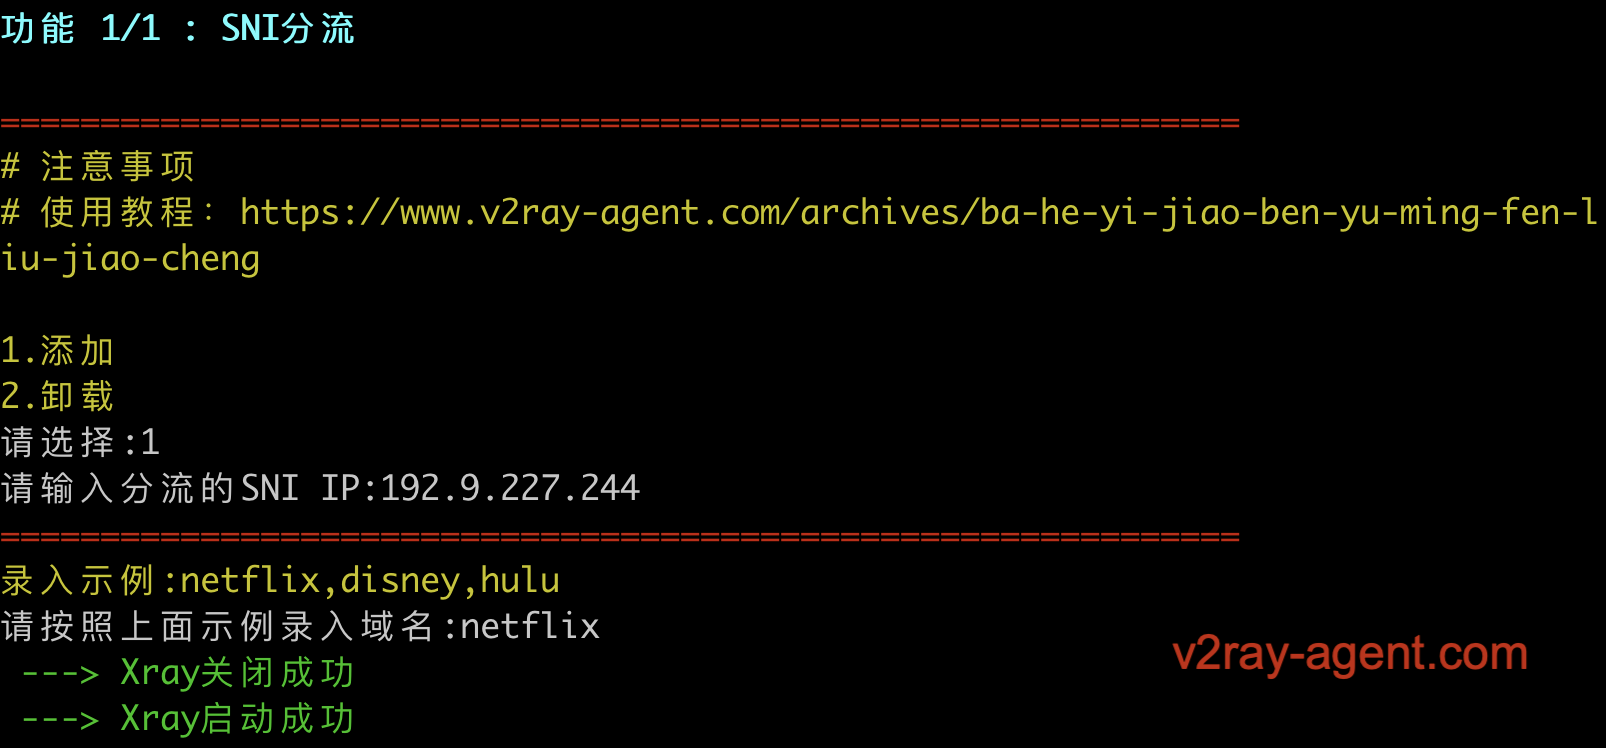 功能 1/1 : SNI分流
==============================================================
# 注意事项
# 使用教程：https://www.v2ray-agent.com/archives/ba-he-yi-jiao-ben-yu-ming-fen-l
iu-jiao-cheng
1.添加
2.卸载
请选择:1
请输入分流的SNI IP:192.9.227.244
==============================================================
录入示例:netflix,disney,hulu
请按照上面示例录入域名:netflix
 ---> Xray关闭成功
 ---> Xray启动成功
v2ray-agent.com